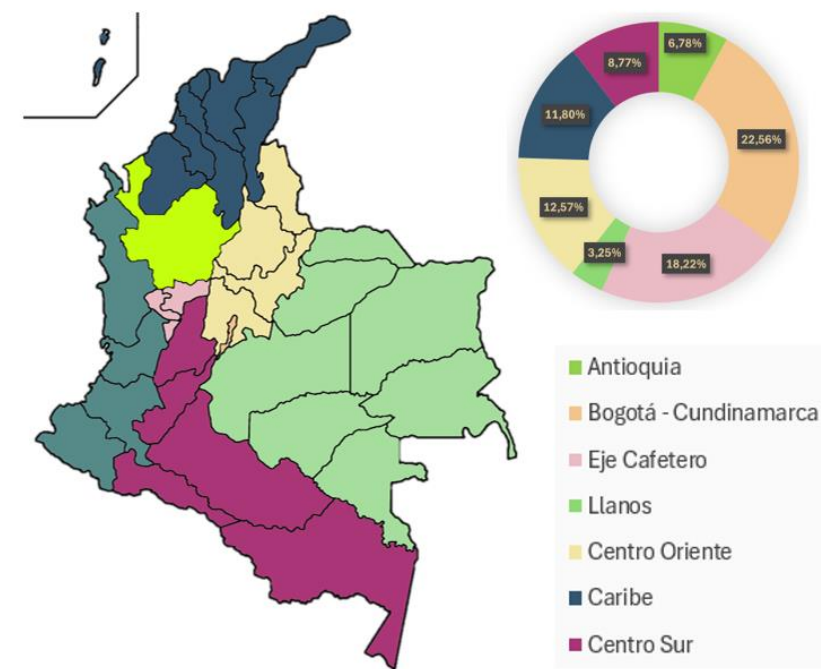 6,78%
8,77%
11,80%
22,56%
12,57%
3,25%
18,22%
Antioquia
Bogotá - Cundinamarca
Eje Cafetero
Llanos
Centro Oriente
Caribe
Centro Sur